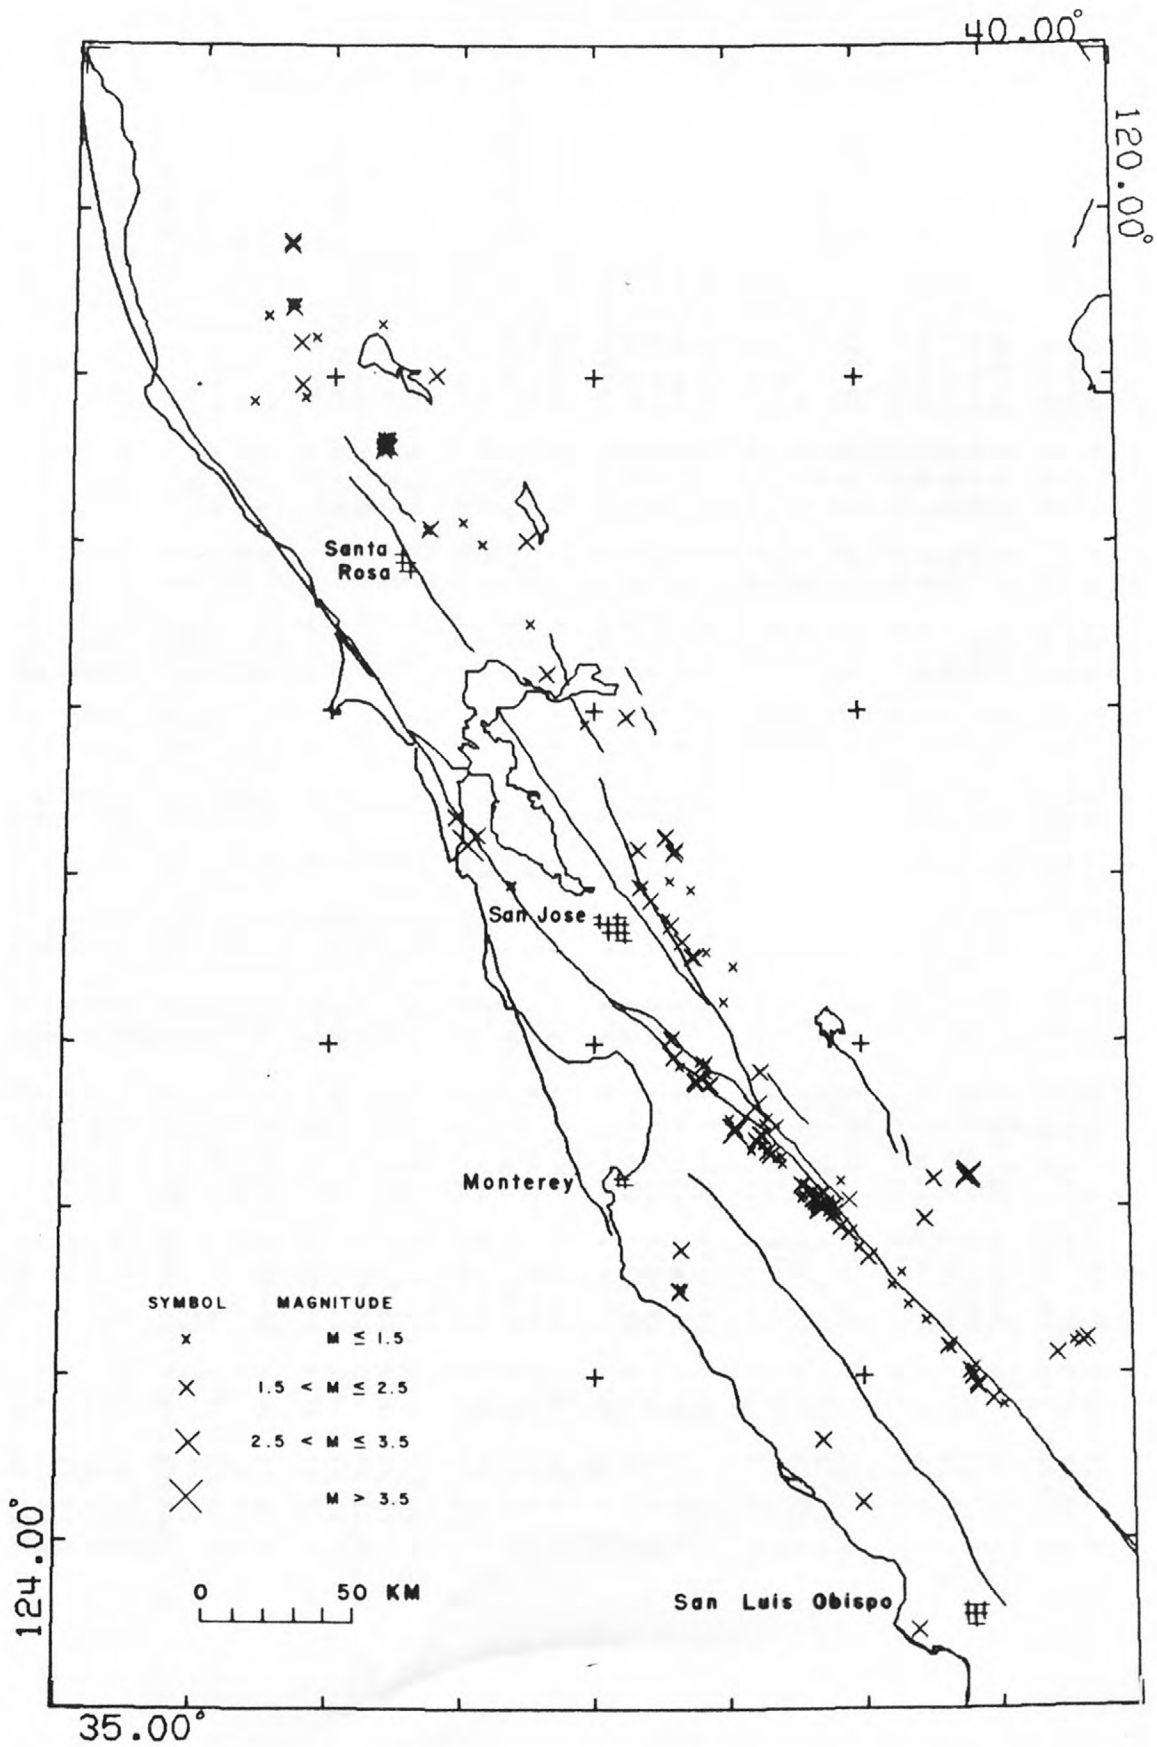 40.00°
120.00°
Santa
Rosa
San Jose
Monterey
SYMBOL MAGNITUDE
M ≤ 1.5
1.5 < M ≤ 2.5
2.5 < M ≤ 3.5
M > 3.5
0 50 KM
San Luis Obispo
124.00°
35.00°